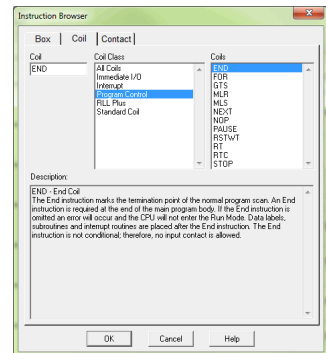 Instruction Browser
Box Coil Contact
Coil Coil Class Coils
END
All Coils
Immediate I/O
Interrupt
Program Control
RLL Plus
Standard Coil
END
FOR
GTS
MLR
MLS
NEXT
NOP
PAUSE
RSTWT
RT
RTC
STOP
Description:
END - End Coil
The End instruction marks the termination point of the normal program scan. An End
instruction is required at the end of the main program body. If the End instruction is
omitted an error will occur and the CPU will not enter the Run Mode. Data labels,
subroutines and interrupt routines are placed after the End instruction. The End
instruction is not conditional; therefore, no input contact is allowed.
OK Cancel Help